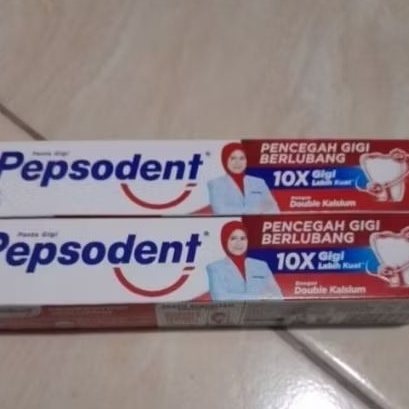 Pasta Gigi
Pepsodent
PENCEGAH GIGI
BERLUBANG
10X Gigi
Lebih Kuat
Dengan
Double Kalsium
Pasta Gigi
Pepsodent
PENCEGAH GIGI
BERLUBANG
10X Gigi
Lebih Kuat
Dengan
Double Kalsium